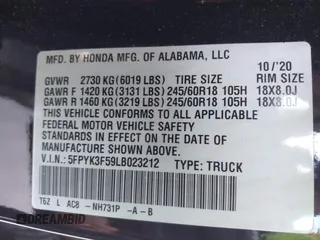 MFD. BY HONDA MFG. OF ALABAMA, LLC 10/'20
GVWR 2730 KG (6019 LBS) TIRE SIZE RIM SIZE
GAWR F 1420 KG (3131 LBS) 245/60R18 105H 18X8.0J
GAWR R 1460 KG (3219 LBS) 245/60R18 105H 18X8.0J
THIS VEHICLE CONFORMS TO ALL APPLICABLE
FEDERAL MOTOR VEHICLE SAFETY STANDARDS
IN EFFECT ON THE DATE OF
MANUFACTURE SHOWN ABOVE.
V.I.N.: 5FPYK3F59LB023212 TYPE: TRUCK
T6Z L AC8 -NH731P -A-B
DREAMBID